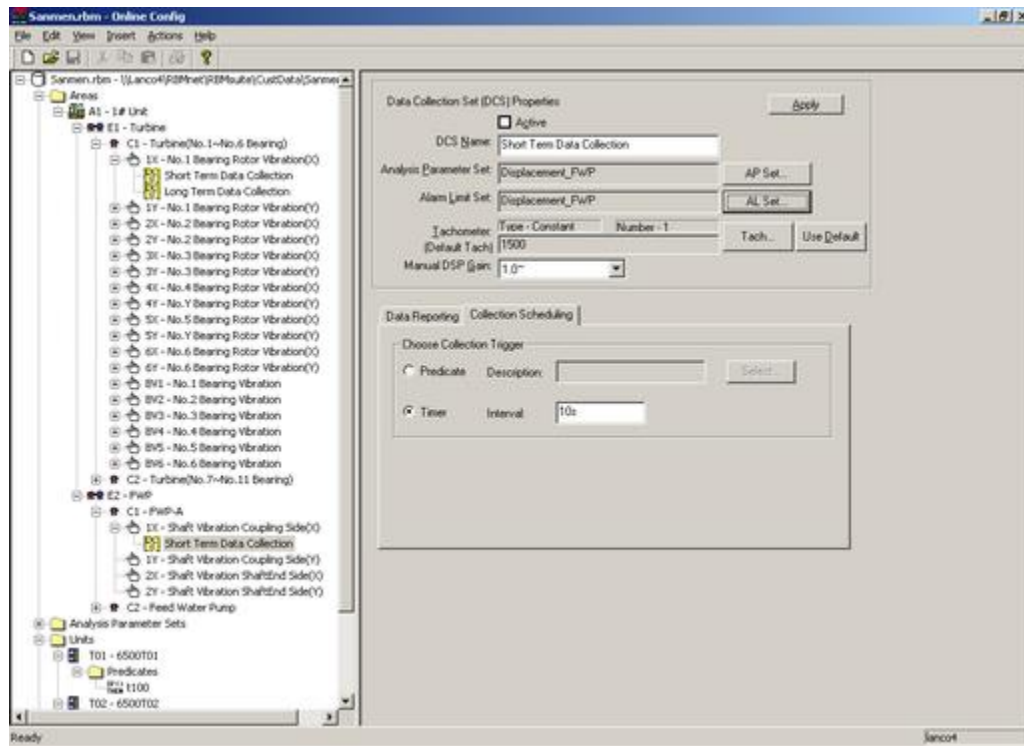 Sanmen.rbm - Online Config
File Edit View Insert Actions Help
Sanmen.rbm - \\Lanco4\RBMnet\RBMsuite\CustData\Sanmen
Areas
A1 - 1# Unit
E1 - Turbine
C1 - Turbine(No.1~No.6 Bearing)
1X - No.1 Bearing Rotor Vibration(X)
Short Term Data Collection
Long Term Data Collection
1Y - No.1 Bearing Rotor Vibration(Y)
2X - No.2 Bearing Rotor Vibration(X)
2Y - No.2 Bearing Rotor Vibration(Y)
3X - No.3 Bearing Rotor Vibration(X)
3Y - No.3 Bearing Rotor Vibration(Y)
4X - No.4 Bearing Rotor Vibration(X)
4Y - No.Y Bearing Rotor Vibration(Y)
5X - No.5 Bearing Rotor Vibration(X)
5Y - No.Y Bearing Rotor Vibration(Y)
6X - No.6 Bearing Rotor Vibration(X)
6Y - No.6 Bearing Rotor Vibration(Y)
BV1 - No.1 Bearing Vibration
BV2 - No.2 Bearing Vibration
BV3 - No.3 Bearing Vibration
BV4 - No.4 Bearing Vibration
BV5 - No.5 Bearing Vibration
BV6 - No.6 Bearing Vibration
C2 - Turbine(No.7~No.11 Bearing)
E2 - FWP
C1 - FWP-A
1X - Shaft Vibration Coupling Side(X)
Short Term Data Collection
1Y - Shaft Vibration Coupling Side(Y)
2X - Shaft Vibration ShaftEnd Side(X)
2Y - Shaft Vibration ShaftEnd Side(Y)
C2 - Feed Water Pump
Analysis Parameter Sets
Units
T01 - 6500T01
Predicates
t100
T02 - 6500T02
Data Collection Set (DCS) Properties
Apply
Active
DCS Name: Short Term Data Collection
Analysis Parameter Set: Displacement_FWP AP Set...
Alarm Limit Set: Displacement_FWP AL Set...
Tachometer: Type - Constant Number - 1
(Default Tach) 1500 Tach... Use Default
Manual DSP Gain:
Data Reporting Collection Scheduling
Choose Collection Trigger
Predicate Description: Select...
Timer Interval: 10s
Ready lanco4